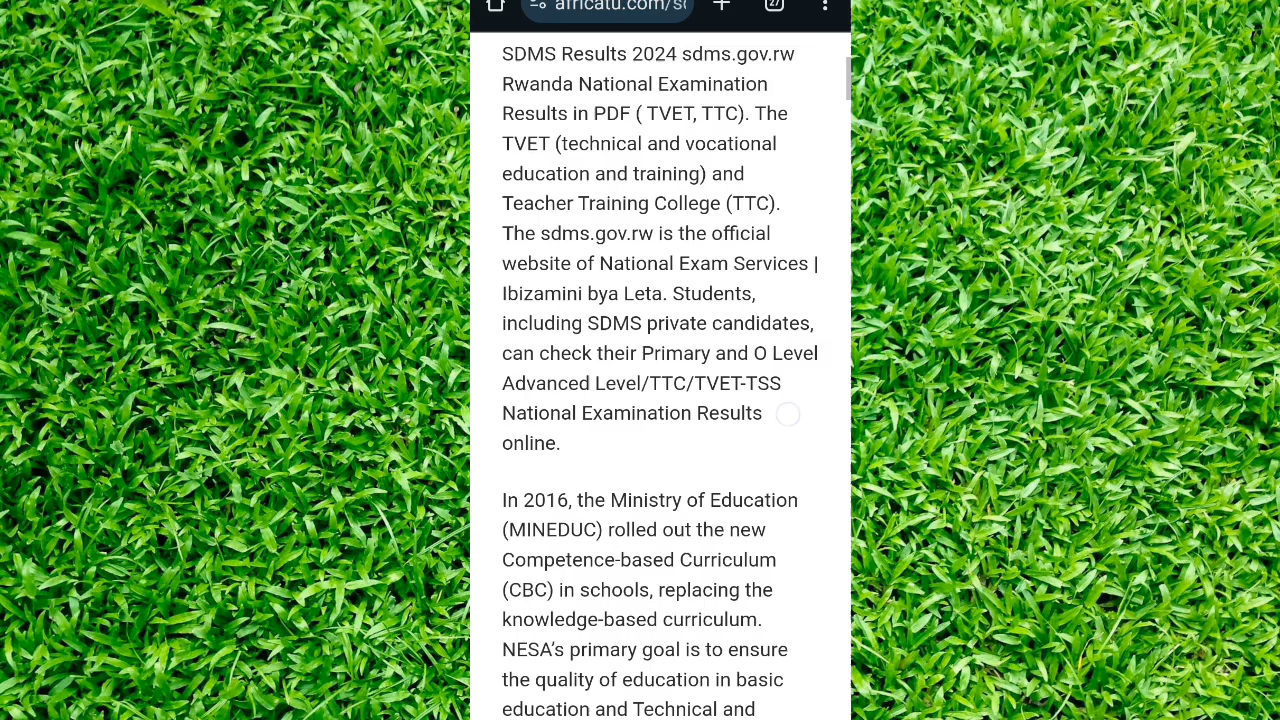 africatu.com/s
27
SDMS Results 2024 sdms.gov.rw
Rwanda National Examination
Results in PDF ( TVET, TTC). The
TVET (technical and vocational
education and training) and
Teacher Training College (TTC).
The sdms.gov.rw is the official
website of National Exam Services |
Ibizamini bya Leta. Students,
including SDMS private candidates,
can check their Primary and O Level
Advanced Level/TTC/TVET-TSS
National Examination Results
online.
In 2016, the Ministry of Education
(MINEDUC) rolled out the new
Competence-based Curriculum
(CBC) in schools, replacing the
knowledge-based curriculum.
NESA’s primary goal is to ensure
the quality of education in basic
education and Technical and